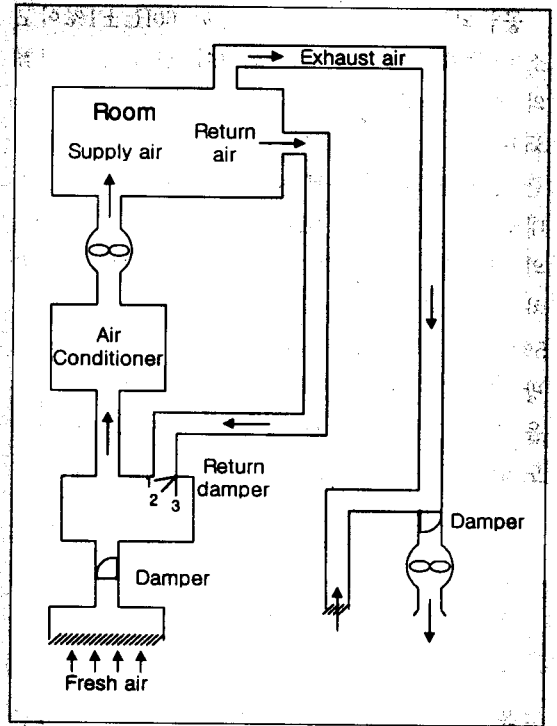 Exhaust air
Room
Return
air
Supply air
Air
Conditioner
Return
damper
2
3
Damper
Damper
Fresh air